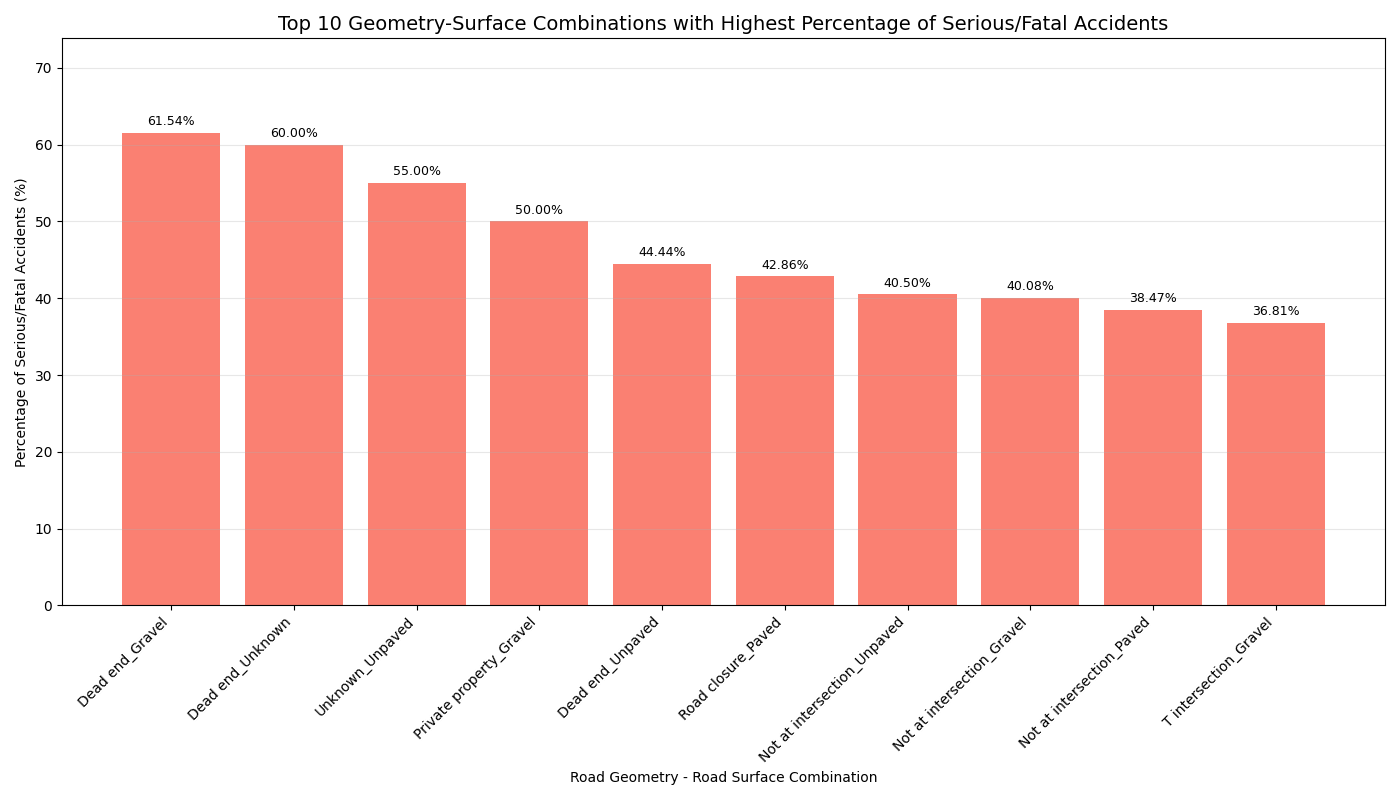 Top 10 Geometry-Surface Combinations with Highest Percentage of Serious/Fatal Accidents
Percentage of Serious/Fatal Accidents (%)
70
60
50
40
30
20
10
0
61.54%
60.00%
55.00%
50.00%
44.44%
42.86%
40.50%
40.08%
38.47%
36.81%
Dead end_Gravel
Dead end_Unknown
Unknown_Unpaved
Private property_Gravel
Dead end_Unpaved
Road closure_Paved
Not at intersection_Unpaved
Not at intersection_Gravel
Not at intersection_Paved
T intersection_Gravel
Road Geometry - Road Surface Combination